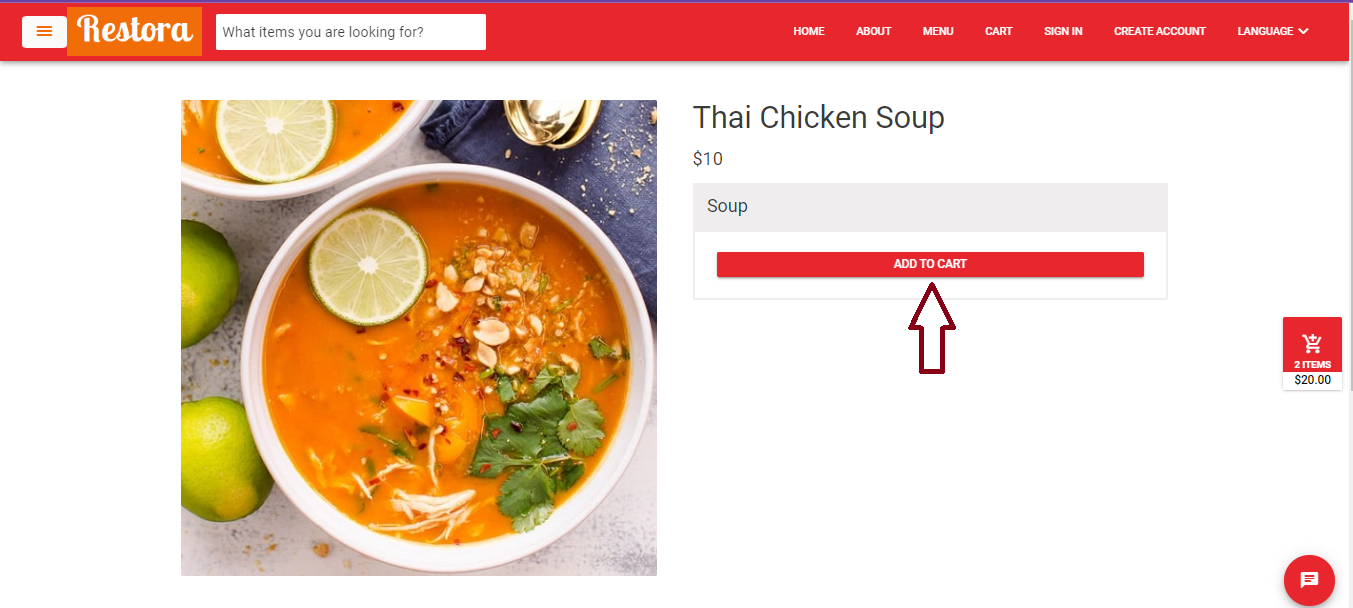 Restora
What items you are looking for?
HOME ABOUT MENU CART SIGN IN CREATE ACCOUNT LANGUAGE
Thai Chicken Soup
$10
Soup
ADD TO CART
2 ITEMS
$20.00